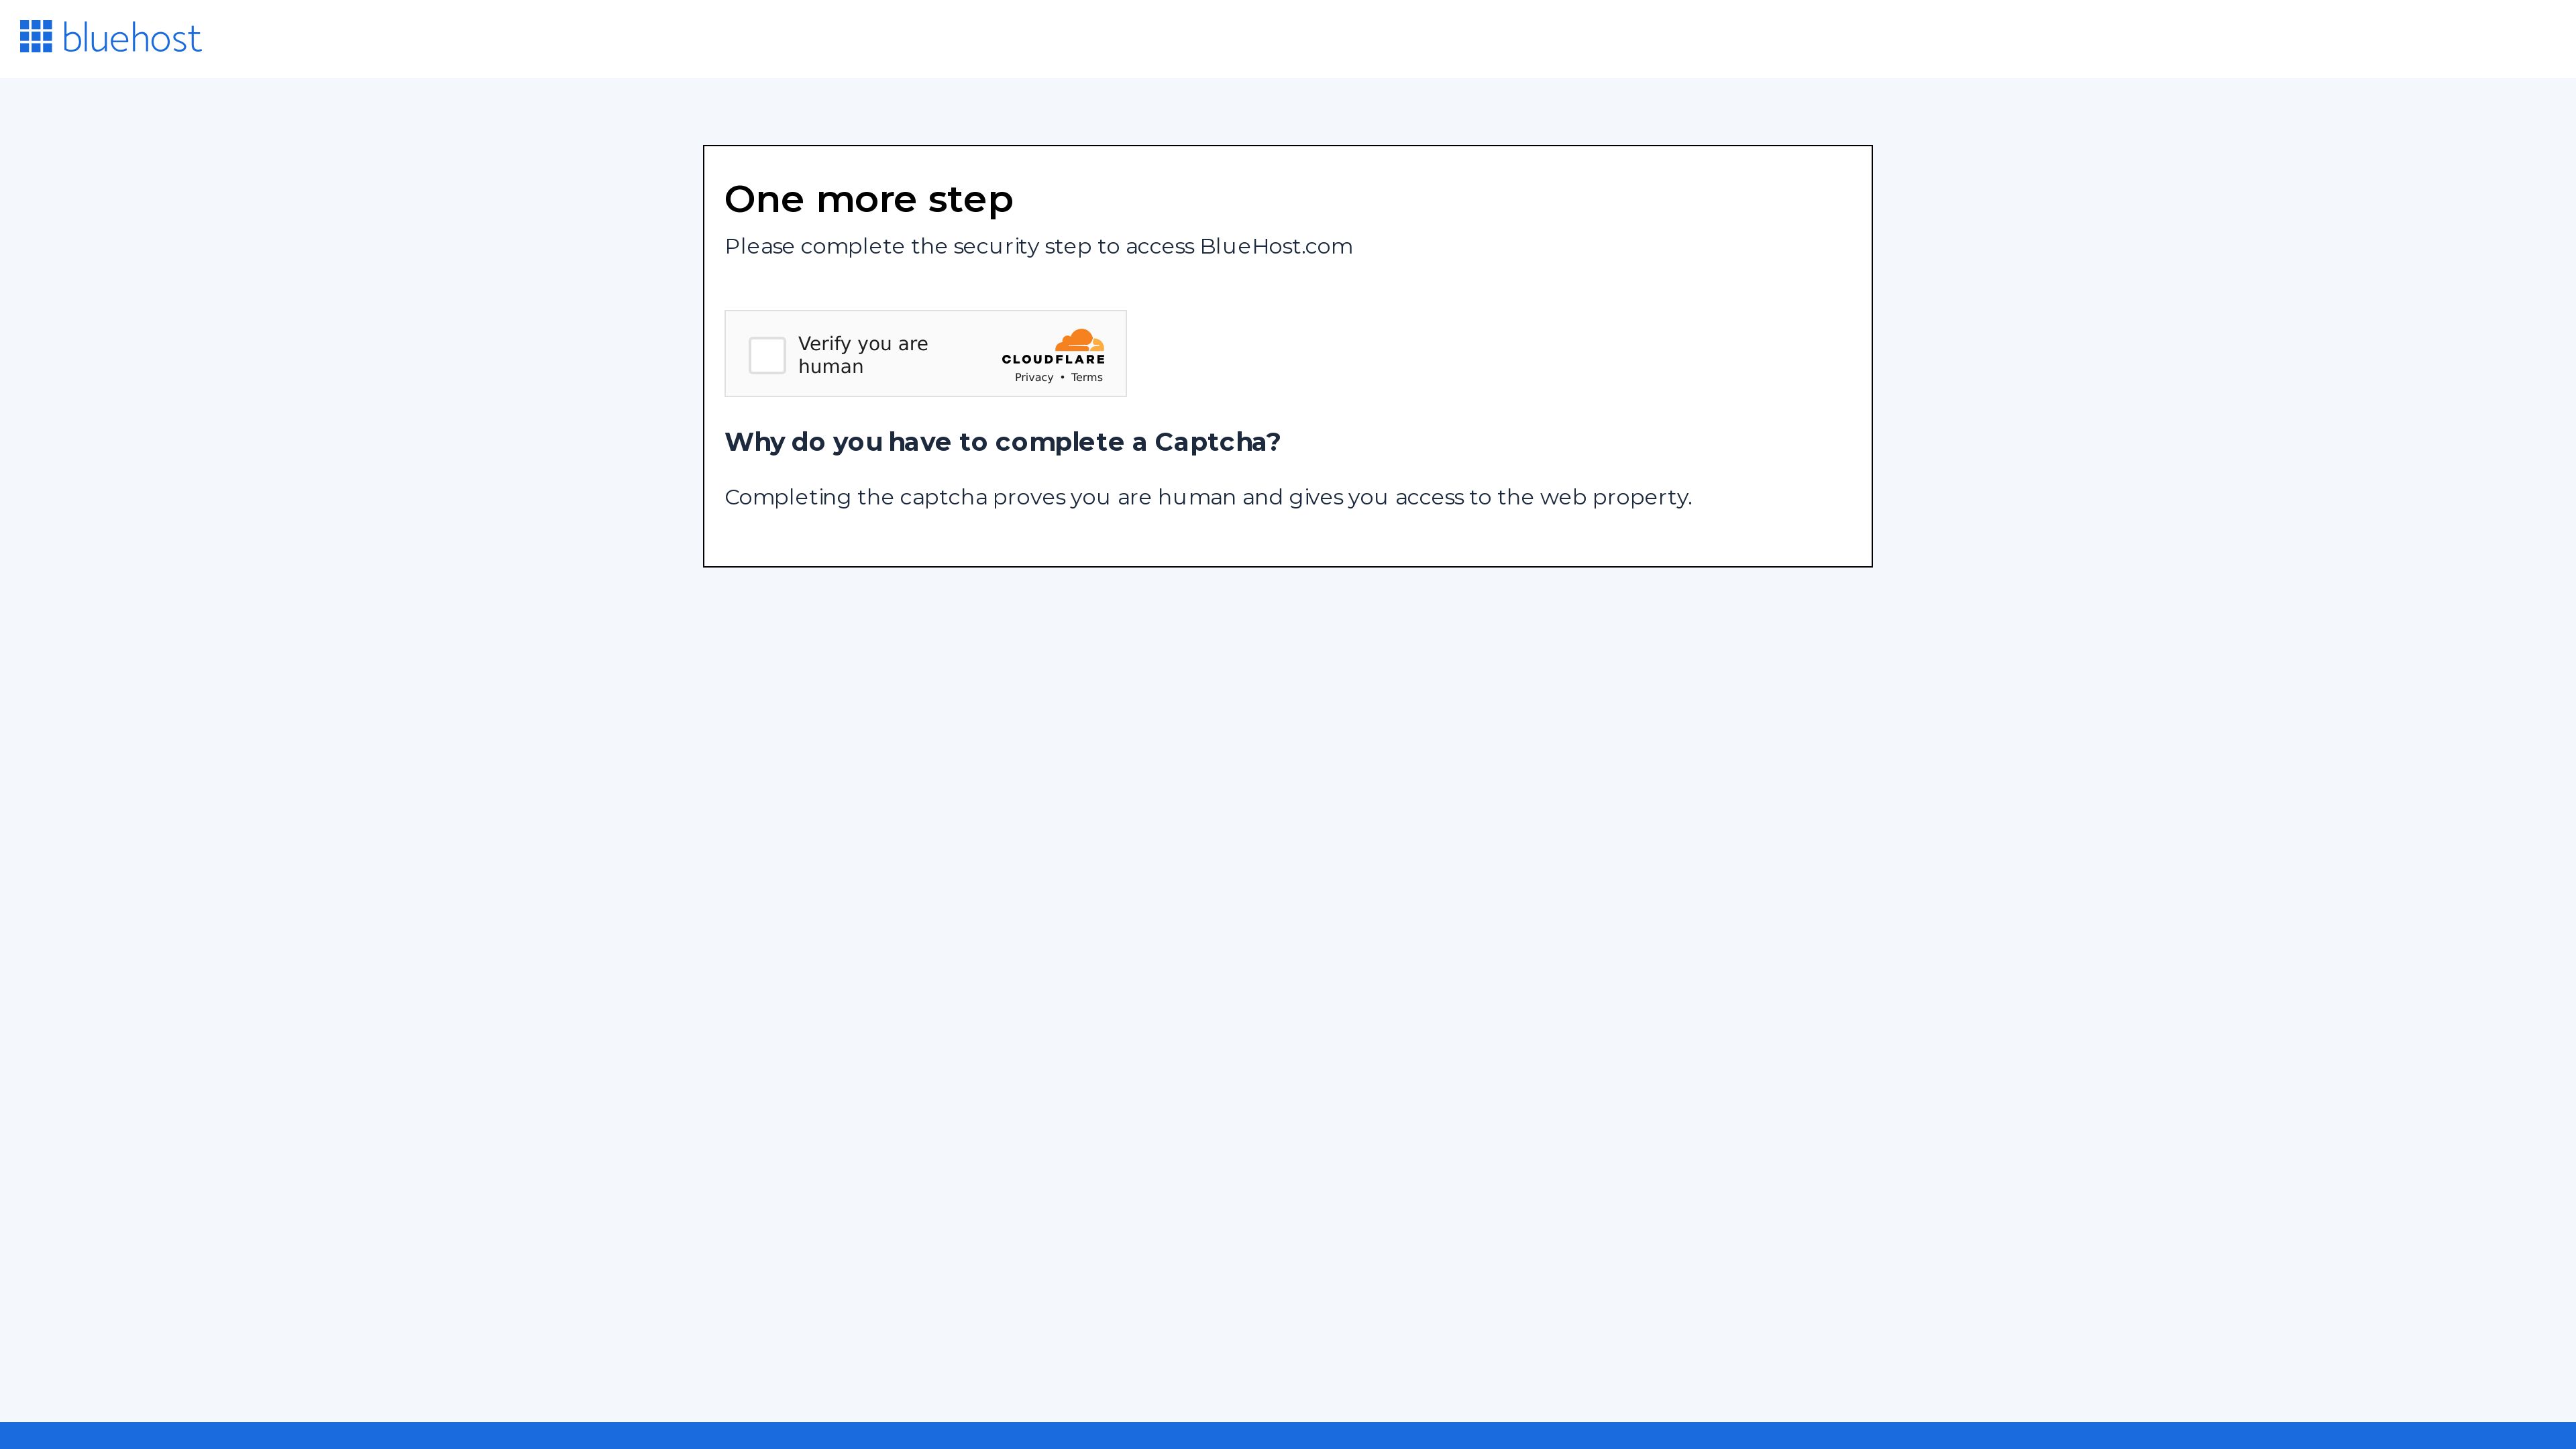 bluehost
One more step
Please complete the security step to access BlueHost.com
Verify you are
human
CLOUDFLARE
Privacy • Terms
Why do you have to complete a Captcha?
Completing the captcha proves you are human and gives you access to the web property.